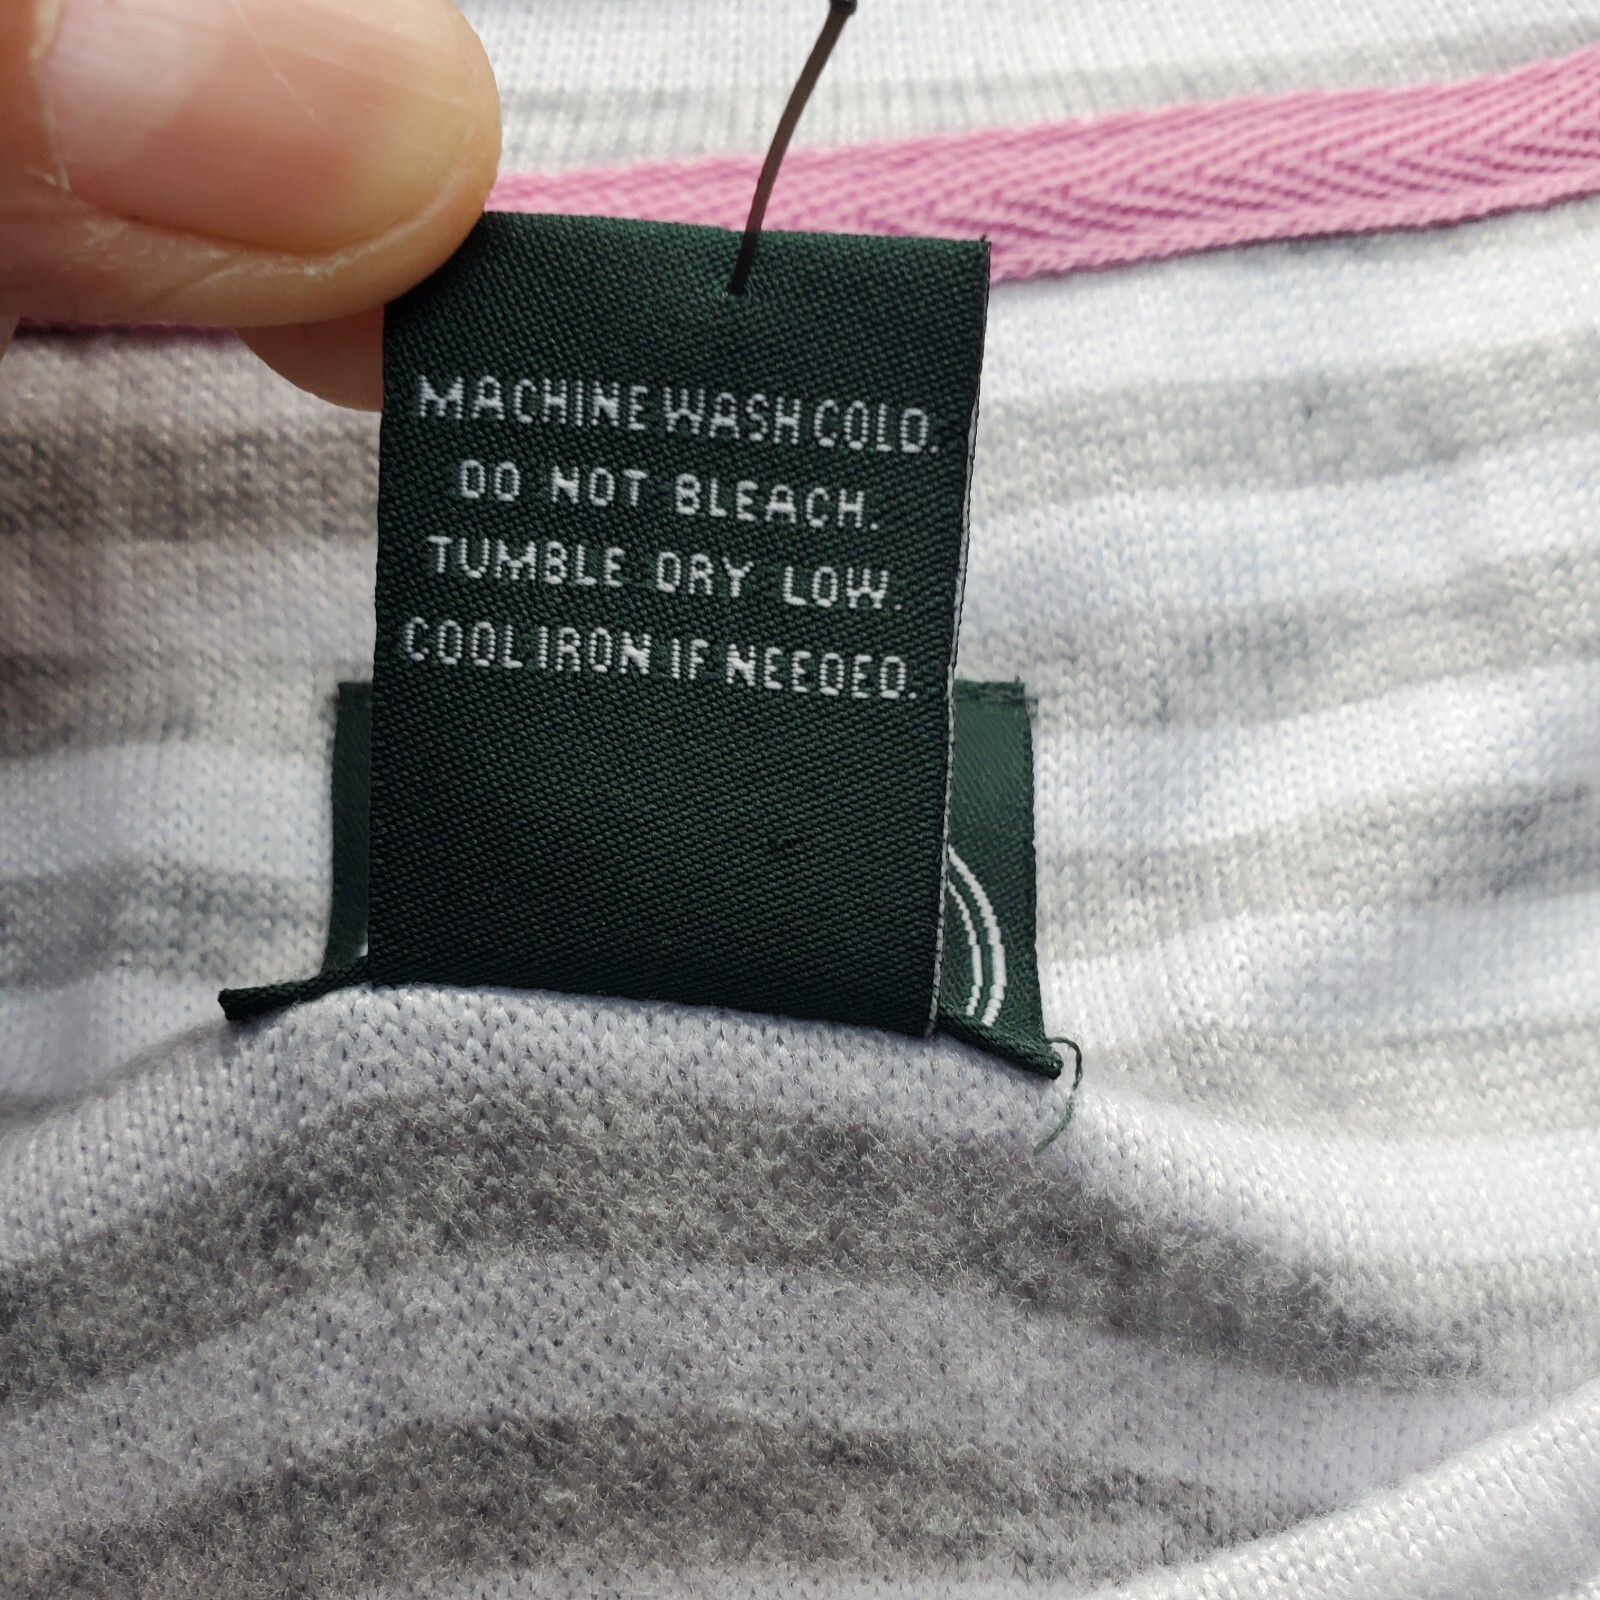 MACHINE WASH COLD.
DO NOT BLEACH.
TUMBLE DRY LOW.
COOL IRON IF NEEDED.